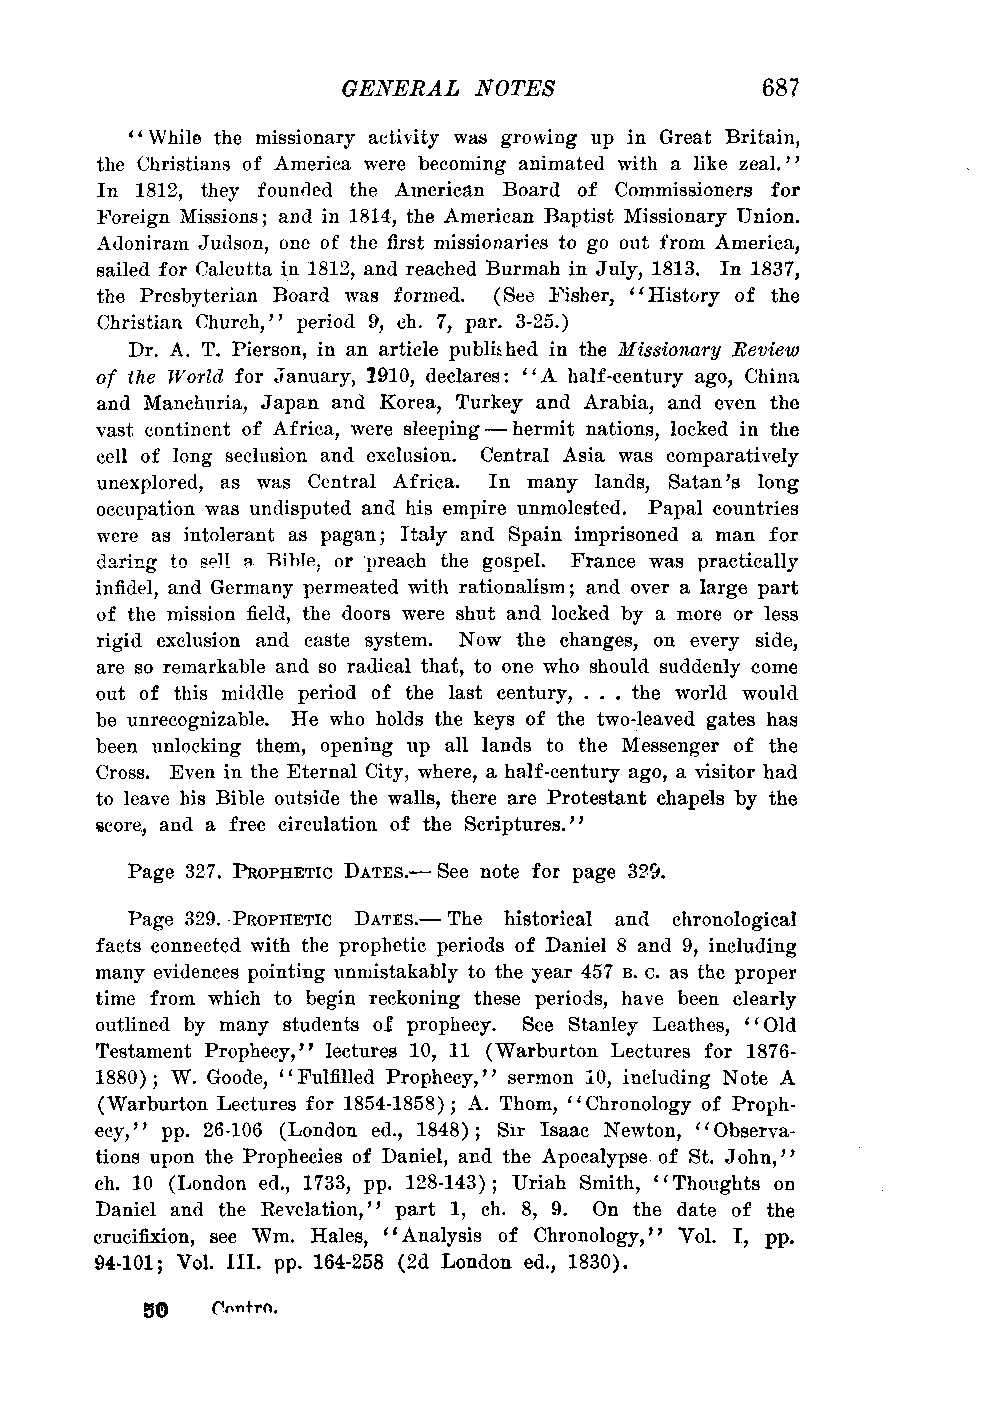 GENERAL NOTES 687
“While the missionary activity was growing up in Great Britain,
the Christians of America were becoming animated with a like zeal.”
In 1812, they founded the American Board of Commissioners for
Foreign Missions; and in 1814, the American Baptist Missionary Union.
Adoniram Judson, one of the first missionaries to go out from America,
sailed for Calcutta in 1812, and reached Burmah in July, 1813. In 1837,
the Presbyterian Board was formed. (See Fisher, “History of the
Christian Church,” period 9, ch. 7, par. 3-25.)
Dr. A. T. Pierson, in an article published in the Missionary Review
of the World for January, 1910, declares: “A half-century ago, China
and Manchuria, Japan and Korea, Turkey and Arabia, and even the
vast continent of Africa, were sleeping — hermit nations, locked in the
cell of long seclusion and exclusion. Central Asia was comparatively
unexplored, as was Central Africa. In many lands, Satan's long
occupation was undisputed and his empire unmolested. Papal countries
were as intolerant as pagan; Italy and Spain imprisoned a man for
daring to sell a Bible, or preach the gospel. France was practically
infidel, and Germany permeated with rationalism; and over a large part
of the mission field, the doors were shut and locked by a more or less
rigid exclusion and caste system. Now the changes, on every side,
are so remarkable and so radical that, to one who should suddenly come
out of this middle period of the last century, . . . the world would
be unrecognizable. He who holds the keys of the two-leaved gates has
been unlocking them, opening up all lands to the Messenger of the
Cross. Even in the Eternal City, where, a half-century ago, a visitor had
to leave his Bible outside the walls, there are Protestant chapels by the
score, and a free circulation of the Scriptures.”
Page 327. PROPHETIC DATES.— See note for page 329.
Page 329. PROPHETIC DATES.— The historical and chronological
facts connected with the prophetic periods of Daniel 8 and 9, including
many evidences pointing unmistakably to the year 457 B. C. as the proper
time from which to begin reckoning these periods, have been clearly
outlined by many students of prophecy. See Stanley Leathes, “Old
Testament Prophecy,” lectures 10, 11 (Warburton Lectures for 1876-
1880); W. Goode, “Fulfilled Prophecy,” sermon 10, including Note A
(Warburton Lectures for 1854-1858); A. Thom, “Chronology of Proph-
ecy,” pp. 26-106 (London ed., 1848); Sir Isaac Newton, “Observa-
tions upon the Prophecies of Daniel, and the Apocalypse of St. John,”
ch. 10 (London ed., 1733, pp. 128-143); Uriah Smith, “Thoughts on
Daniel and the Revelation,” part 1, ch. 8, 9. On the date of the
crucifixion, see Wm. Hales, “Analysis of Chronology,” Vol. I, pp.
94-101; Vol. III. pp. 164-258 (2d London ed., 1830).
50 Contro.